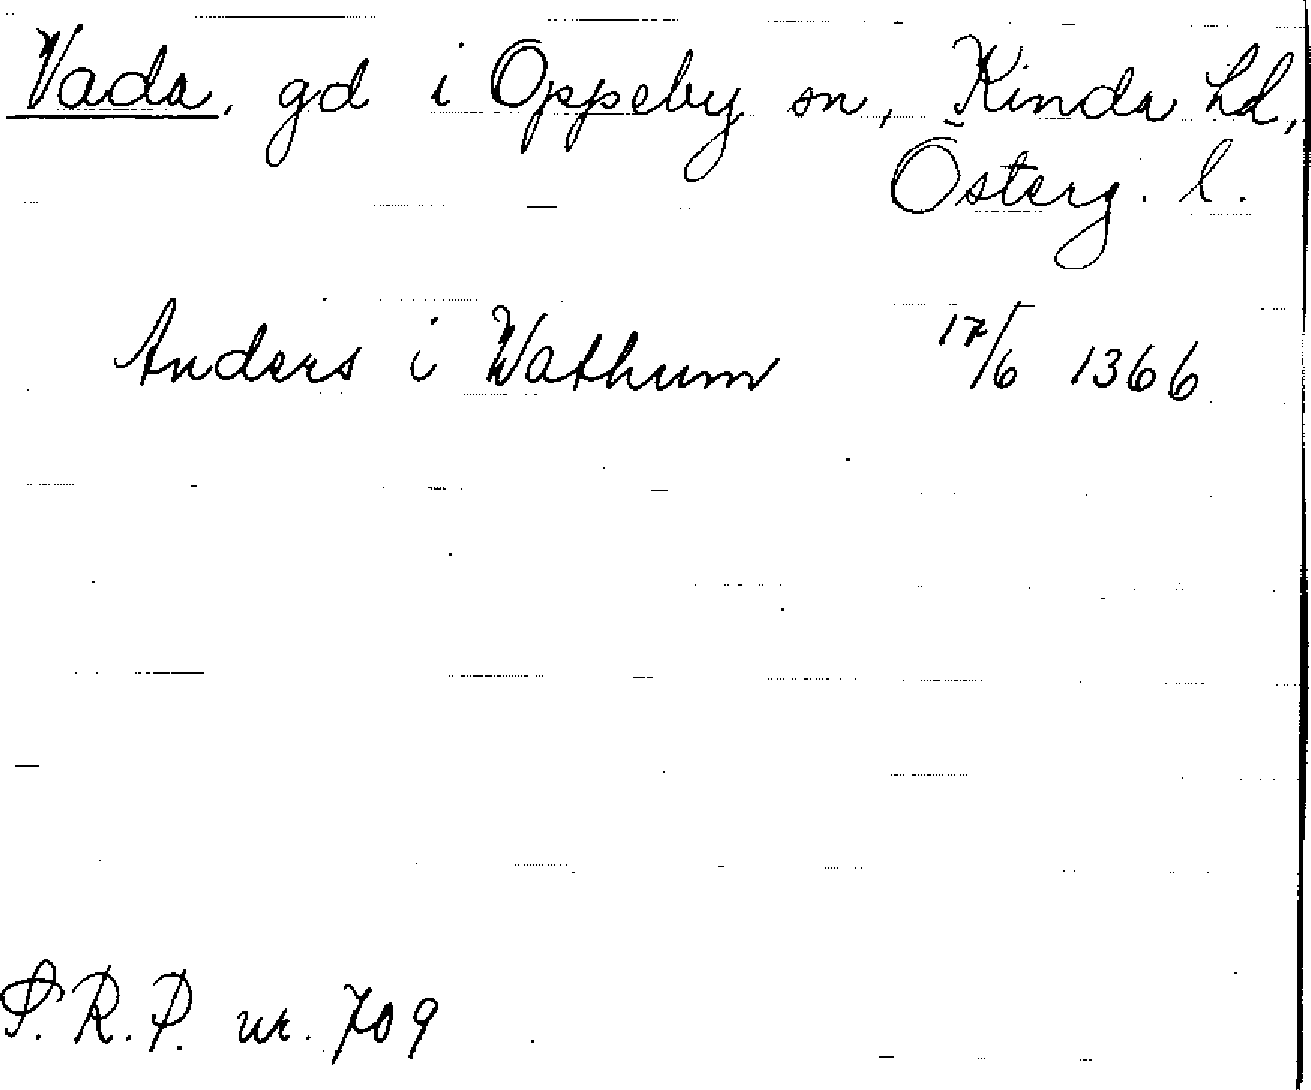 Vada, gd i Oppeby sn, Kinda hd,
Österg. l.
Anders i Wathum 17/6 1366
S.R.P. nr. 709